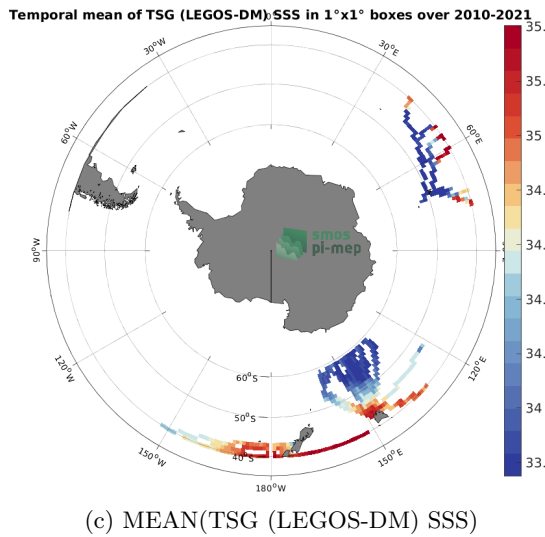 Temporal mean of TSG (LEGOS-DM) SSS in 1°x1° boxes over 2010-2021
30°W
30°E
60°W
60°E
90°W
120°W
120°E
150°W
150°E
180°W
60°S
50°S
40°S
smos
pi-mep
35.
35.
35
34.
34.
34.
34.
34
33.
(c) MEAN(TSG (LEGOS-DM) SSS)